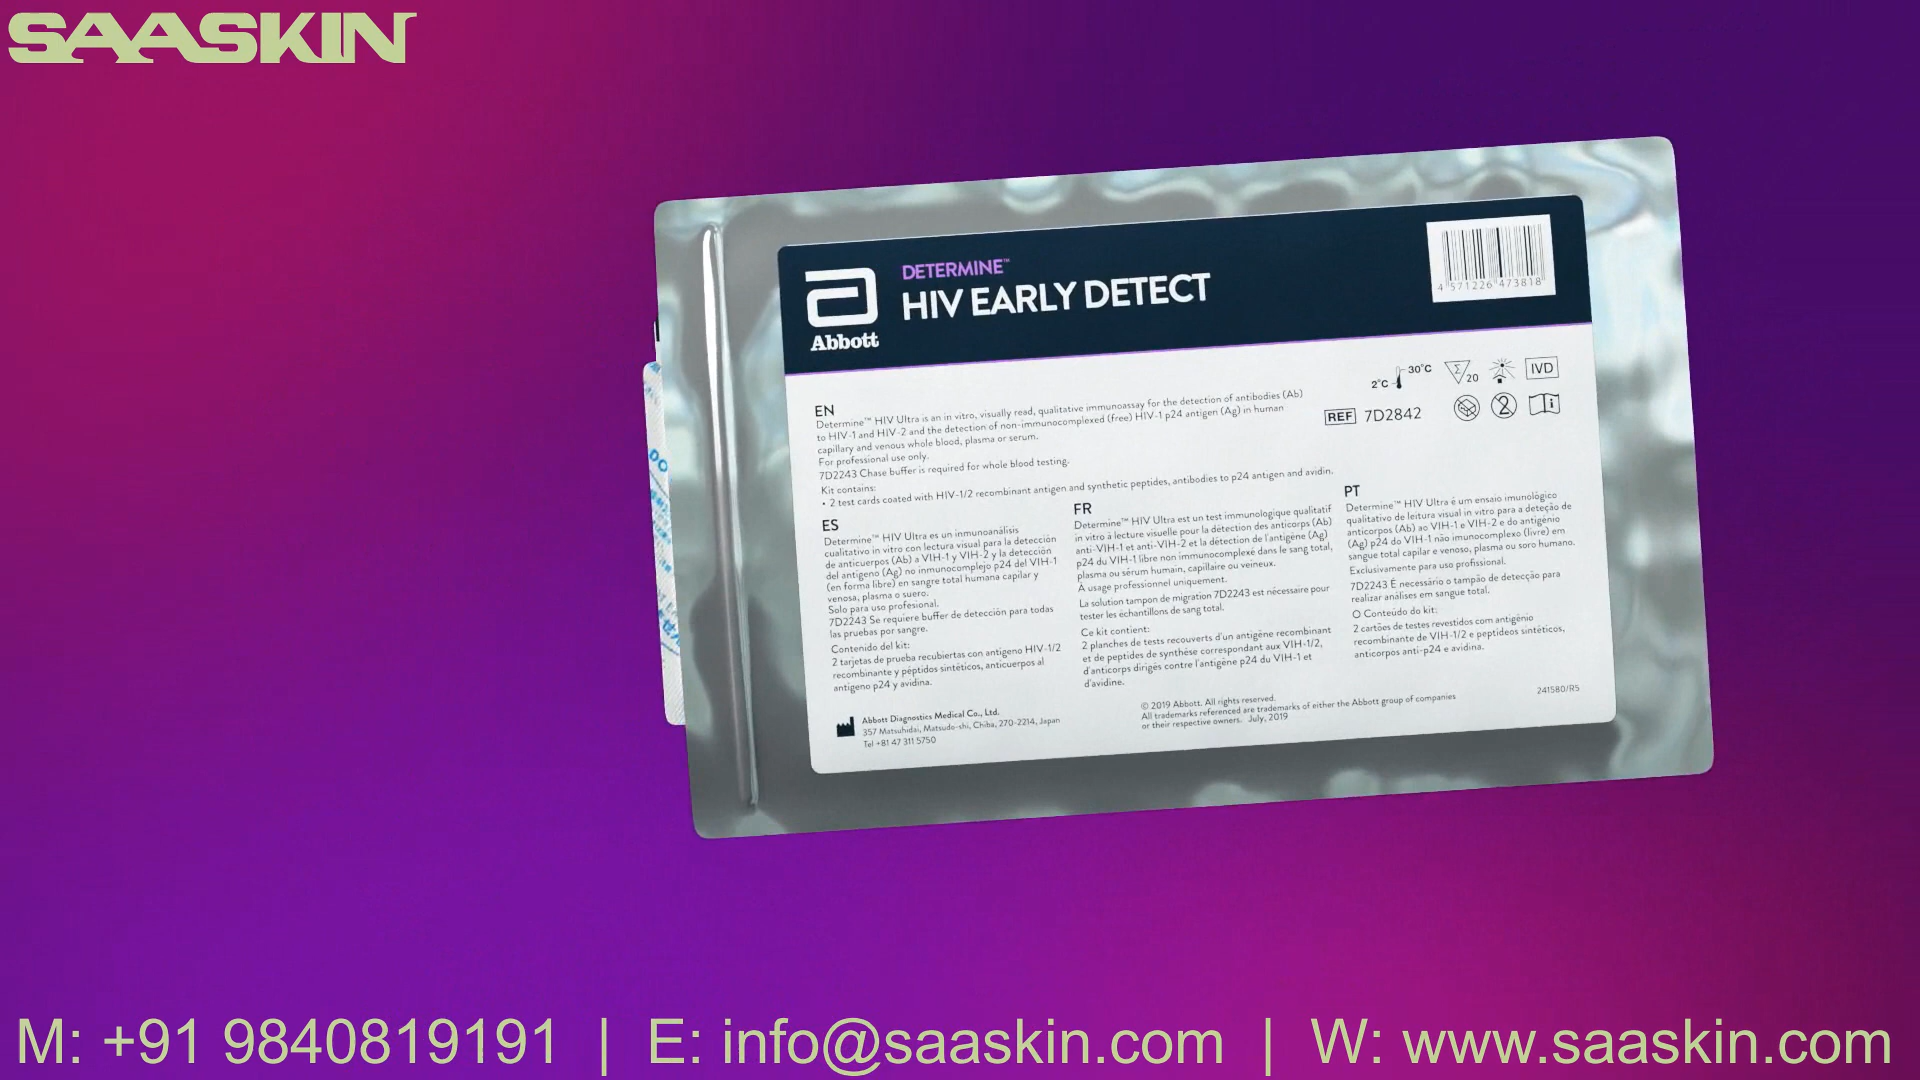 SAASKIN
DETERMINE™
HIV EARLY DETECT
Abbott
4 571226 473818
2°C 30°C
Σ 20
IVD
REF 7D2842
2
i
EN
Determine™ HIV Ultra is an in vitro, visually read, qualitative immunoassay for the detection of antibodies (Ab)
to HIV-1 and HIV-2 and the detection of non-immunocomplexed (free) HIV-1 p24 antigen (Ag) in human
capillary and venous whole blood, plasma or serum.
For professional use only.
7D2243 Chase buffer is required for whole blood testing.
Kit contains:
• 2 test cards coated with HIV-1/2 recombinant antigen and synthetic peptides, antibodies to p24 antigen and avidin.
ES
Determine™ HIV Ultra es un inmunoanálisis
cualitativo in vitro con lectura visual para la detección
de anticuerpos (Ab) a VIH-1 y VIH-2 y la detección
del antigeno (Ag) no inmunocomplejo p24 del VIH-1
(en forma libre) en sangre total humana capilar y
venosa, plasma o suero.
Solo para uso profesional.
7D2243 Se requiere buffer de detección para todas
las pruebas por sangre.
Contenido del kit:
2 tarjetas de prueba recubiertas con antigeno HIV-1/2
recombinante y péptidos sintéticos, anticuerpos al
antígeno p24 y avidina.
FR
Determine™ HIV Ultra est un test immunologique qualitatif
in vitro à lecture visuelle pour la détection des anticorps (Ab)
anti-VIH-1 et anti-VIH-2 et la détection de l'antigène (Ag)
p24 du VIH-1 libre non immunocomplexé dans le sang total,
plasma ou sérum humain, capillaire ou veineux.
À usage professionnel uniquement.
La solution tampon de migration 7D2243 est nécessaire pour
tester les échantillons de sang total.
Ce kit contient:
2 planches de tests recouverts d'un antigène recombinant
et de peptides de synthèse correspondant aux VIH-1/2,
d'anticorps dirigés contre l'antigène p24 du VIH-1 et
d'avidine.
PT
Determine™ HIV Ultra é um ensaio imunológico
qualitativo de leitura visual in vitro para a deteção de
anticorpos (Ab) ao VIH-1 e VIH-2 e do antigénio
(Ag) p24 do VIH-1 não imunocomplexo (livre) em
sangue total capilar e venoso, plasma ou soro humano.
Exclusivamente para uso profissional.
7D2243 É necessário o tampão de detecção para
realizar análises em sangue total.
O Conteúdo do kit:
2 cartões de testes revestidos com antigénio
recombinante de VIH-1/2 e peptídeos sintéticos,
anticorpos anti-p24 e avidina.
Abbott Diagnostics Medical Co., Ltd.
357 Matsuhidai, Matsudo-shi, Chiba, 270-2214, Japan
Tel +81 47 311 5750
© 2019 Abbott. All rights reserved.
All trademarks referenced are trademarks of either the Abbott group of companies
or their respective owners. July, 2019
241580/R5
DO
M: +91 9840819191 | E: info@saaskin.com | W: www.saaskin.com